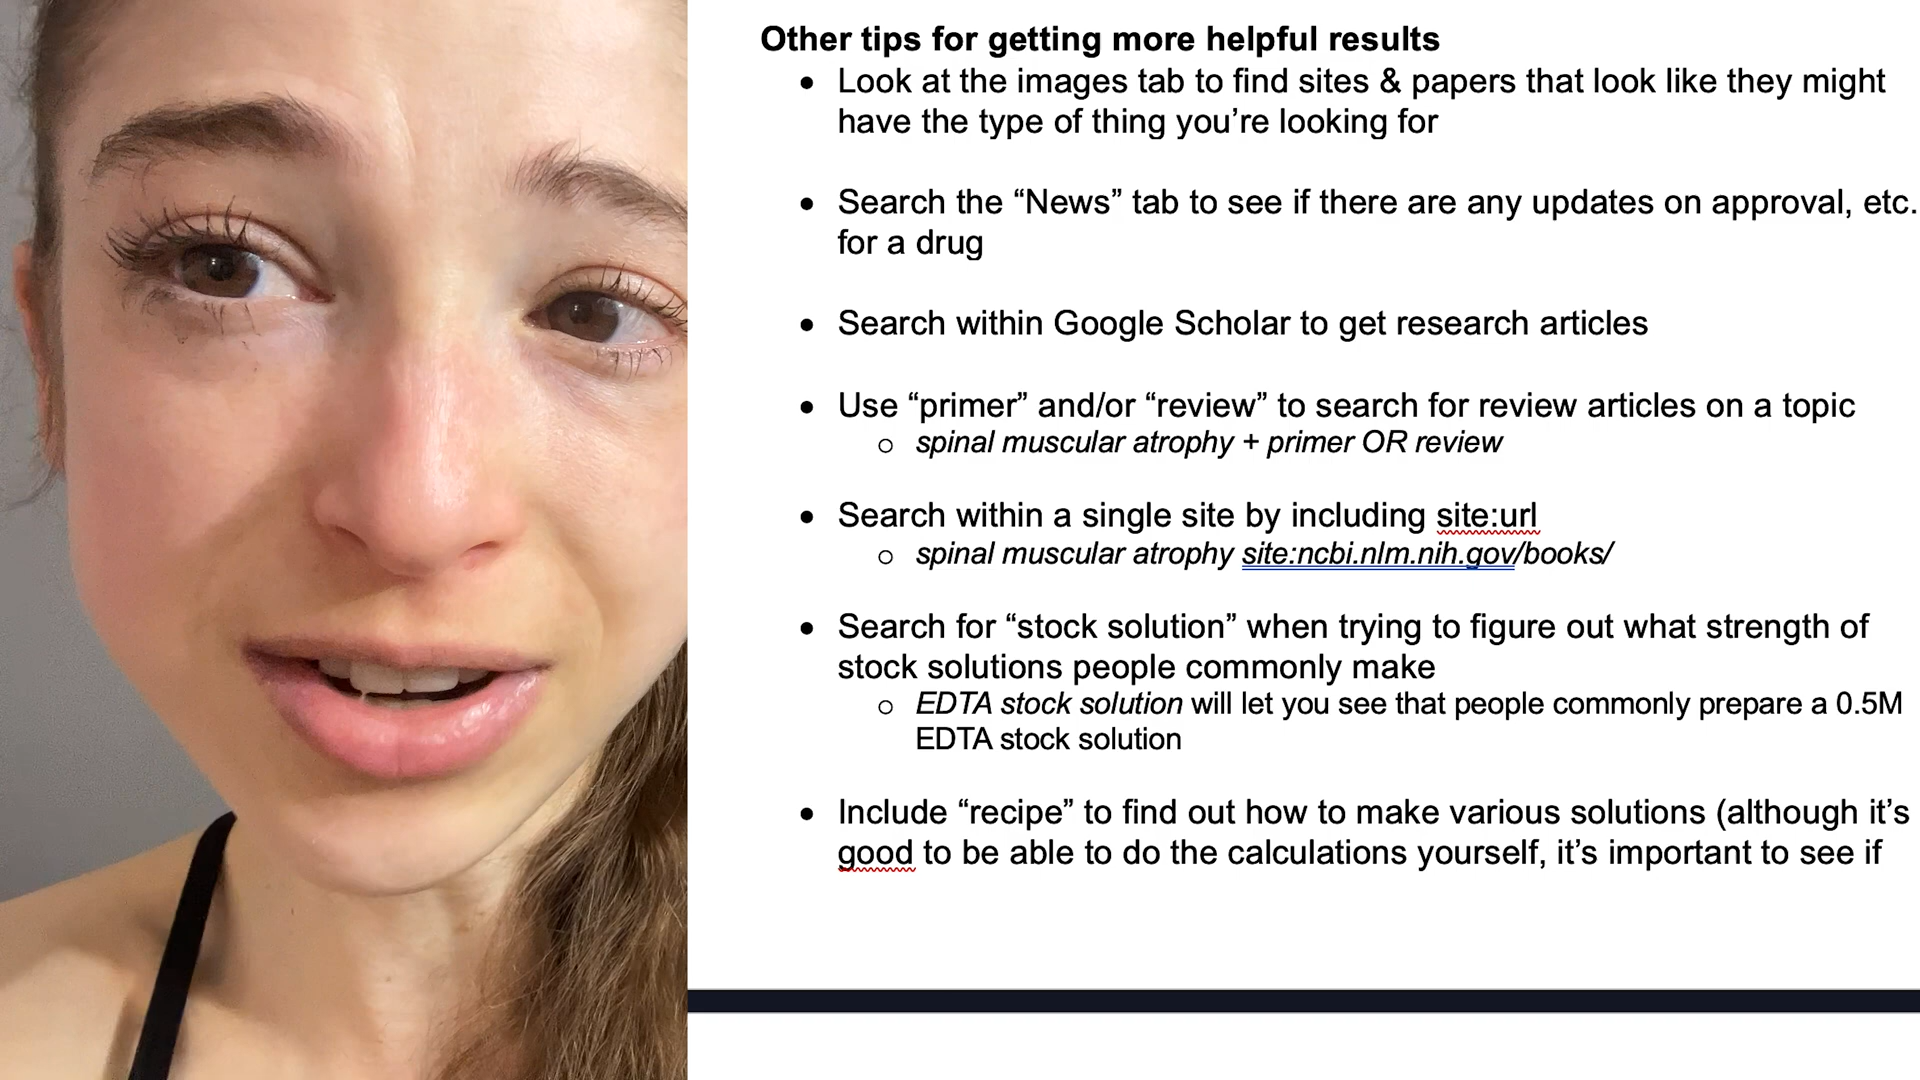 Other tips for getting more helpful results
• Look at the images tab to find sites & papers that look like they might
have the type of thing you’re looking for
• Search the “News” tab to see if there are any updates on approval, etc.
for a drug
• Search within Google Scholar to get research articles
• Use “primer” and/or “review” to search for review articles on a topic
○ spinal muscular atrophy + primer OR review
• Search within a single site by including site:url
○ spinal muscular atrophy site:ncbi.nlm.nih.gov/books/
• Search for “stock solution” when trying to figure out what strength of
stock solutions people commonly make
○ EDTA stock solution will let you see that people commonly prepare a 0.5M
EDTA stock solution
• Include “recipe” to find out how to make various solutions (although it’s
good to be able to do the calculations yourself, it’s important to see if